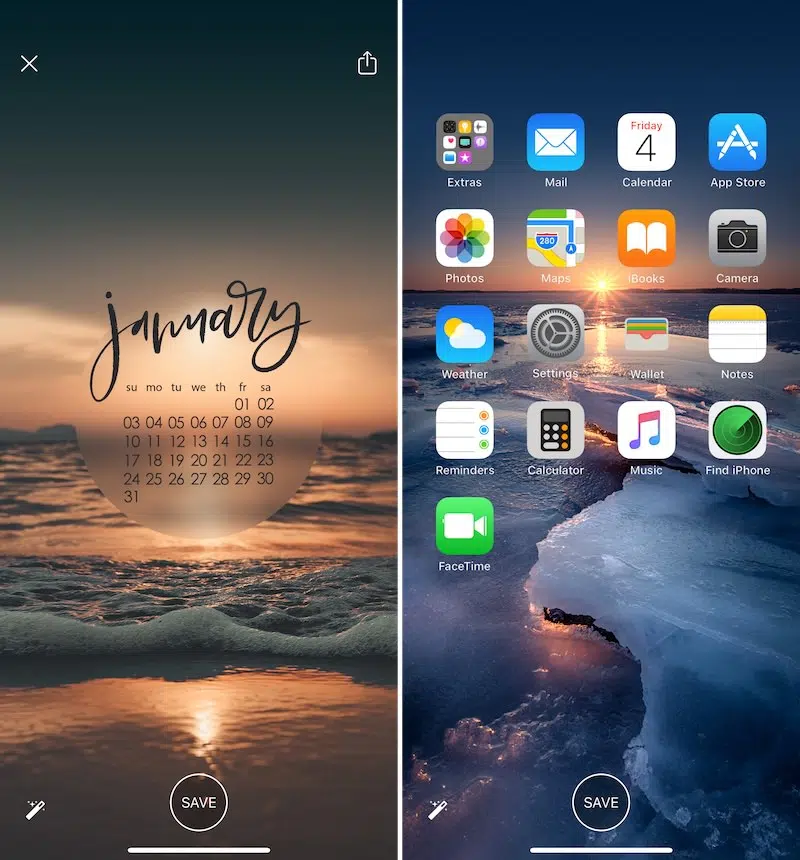 january
su mo tu we th fr sa
01 02
03 04 05 06 07 08 09
10 11 12 13 14 15 16
17 18 19 20 21 22 23
24 25 26 27 28 29 30
31
SAVE
Friday
4
Extras Mail Calendar App Store
280
Photos Maps iBooks Camera
Weather Settings Wallet Notes
Reminders Calculator Music Find iPhone
FaceTime
SAVE